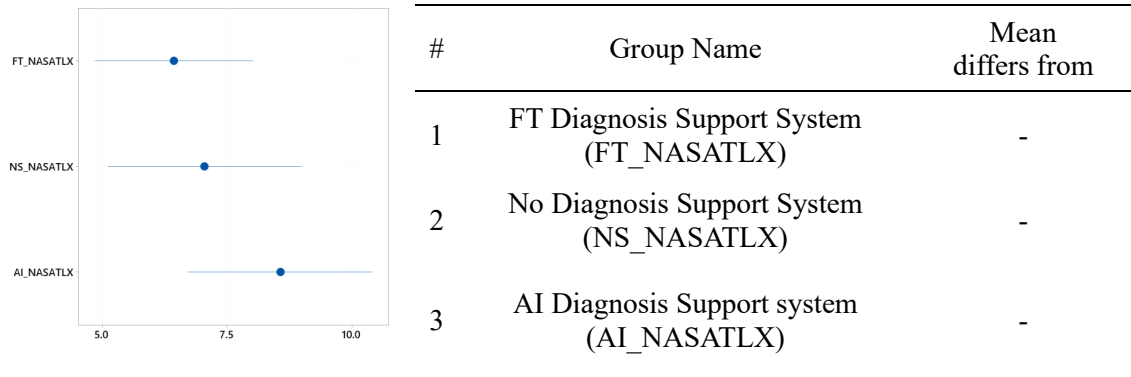 FT_NASATLX
NS_NASATLX
AI_NASATLX
5.0 7.5 10.0
# Group Name Mean
differs from
1 FT Diagnosis Support System
(FT_NASATLX) -
2 No Diagnosis Support System
(NS_NASATLX) -
3 AI Diagnosis Support system
(AI_NASATLX) -